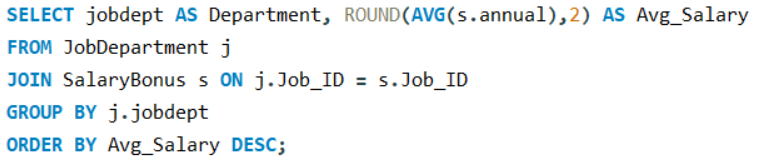 SELECT jobdept AS Department, ROUND(AVG(s.annual),2) AS Avg_Salary
FROM JobDepartment j
JOIN SalaryBonus s ON j.Job_ID = s.Job_ID
GROUP BY j.jobdept
ORDER BY Avg_Salary DESC;